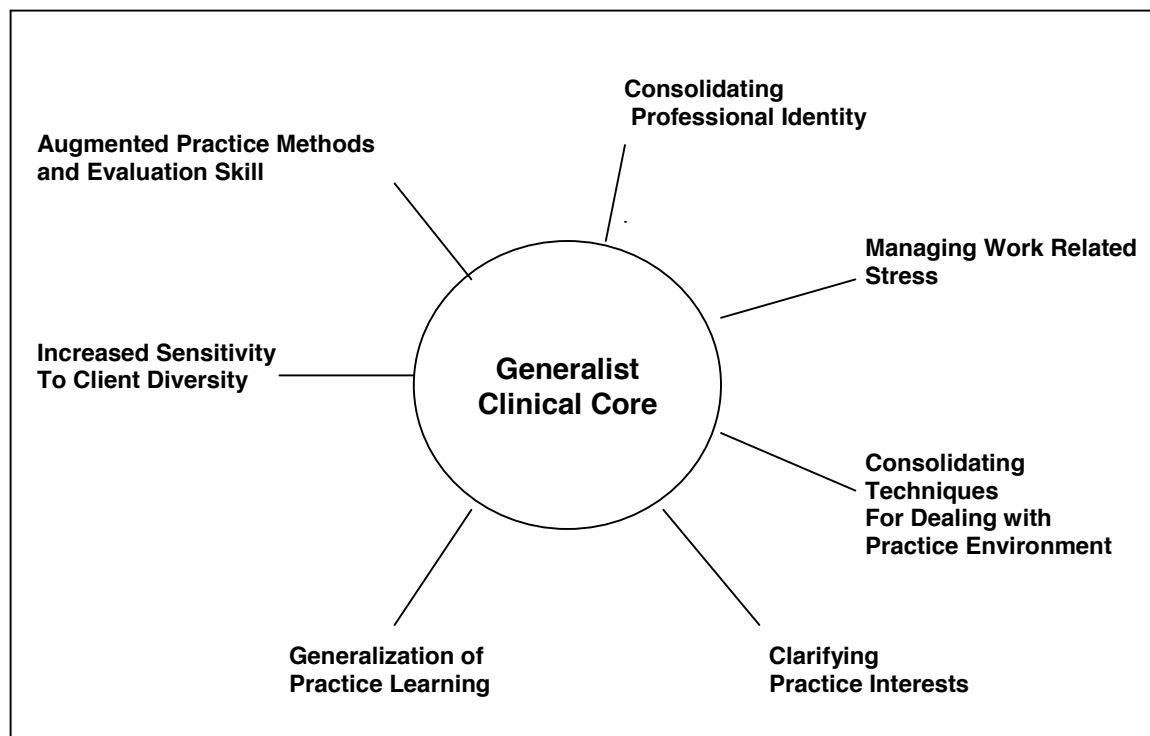 Consolidating
Professional Identity
Augmented Practice Methods
and Evaluation Skill
Managing Work Related
Stress
Increased Sensitivity
To Client Diversity
Generalist
Clinical Core
Consolidating
Techniques
For Dealing with
Practice Environment
Generalization of
Practice Learning
Clarifying
Practice Interests